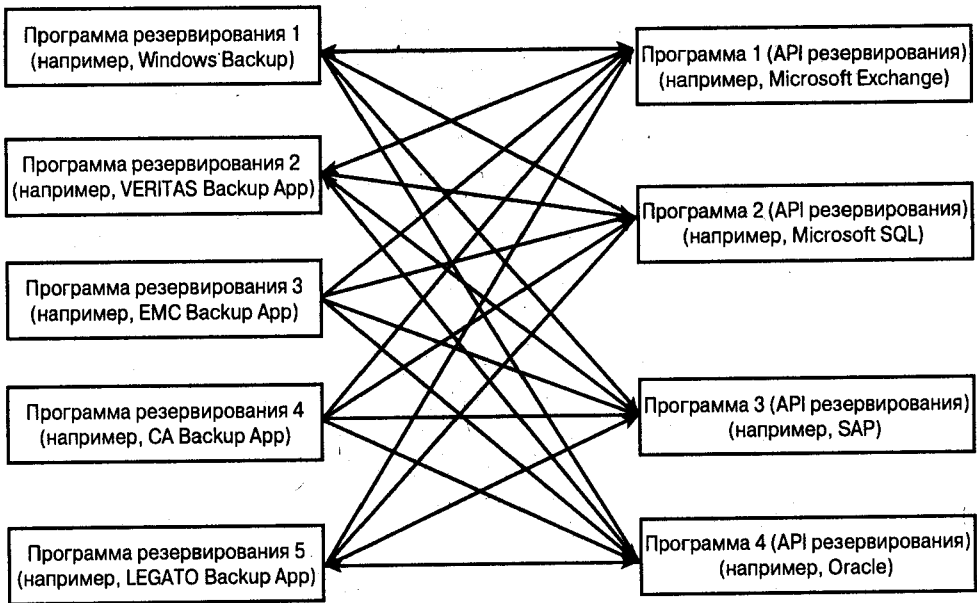 Программа резервирования 1
(например, Windows Backup)
Программа 1 (API резервирования)
(например, Microsoft Exchange)
Программа резервирования 2
(например, VERITAS Backup App)
Программа 2 (API резервирования)
(например, Microsoft SQL)
Программа резервирования 3
(например, EMC Backup App)
Программа резервирования 4
(например, CA Backup App)
Программа 3 (API резервирования)
(например, SAP)
Программа резервирования 5
(например, LEGATO Backup App)
Программа 4 (API резервирования)
(например, Oracle)